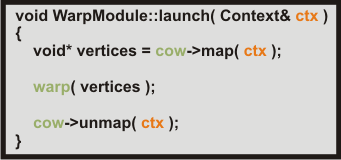 void WarpModule::launch( Context& ctx )
{
void* vertices = cow->map( ctx );
warp( vertices );
cow->unmap( ctx );
}